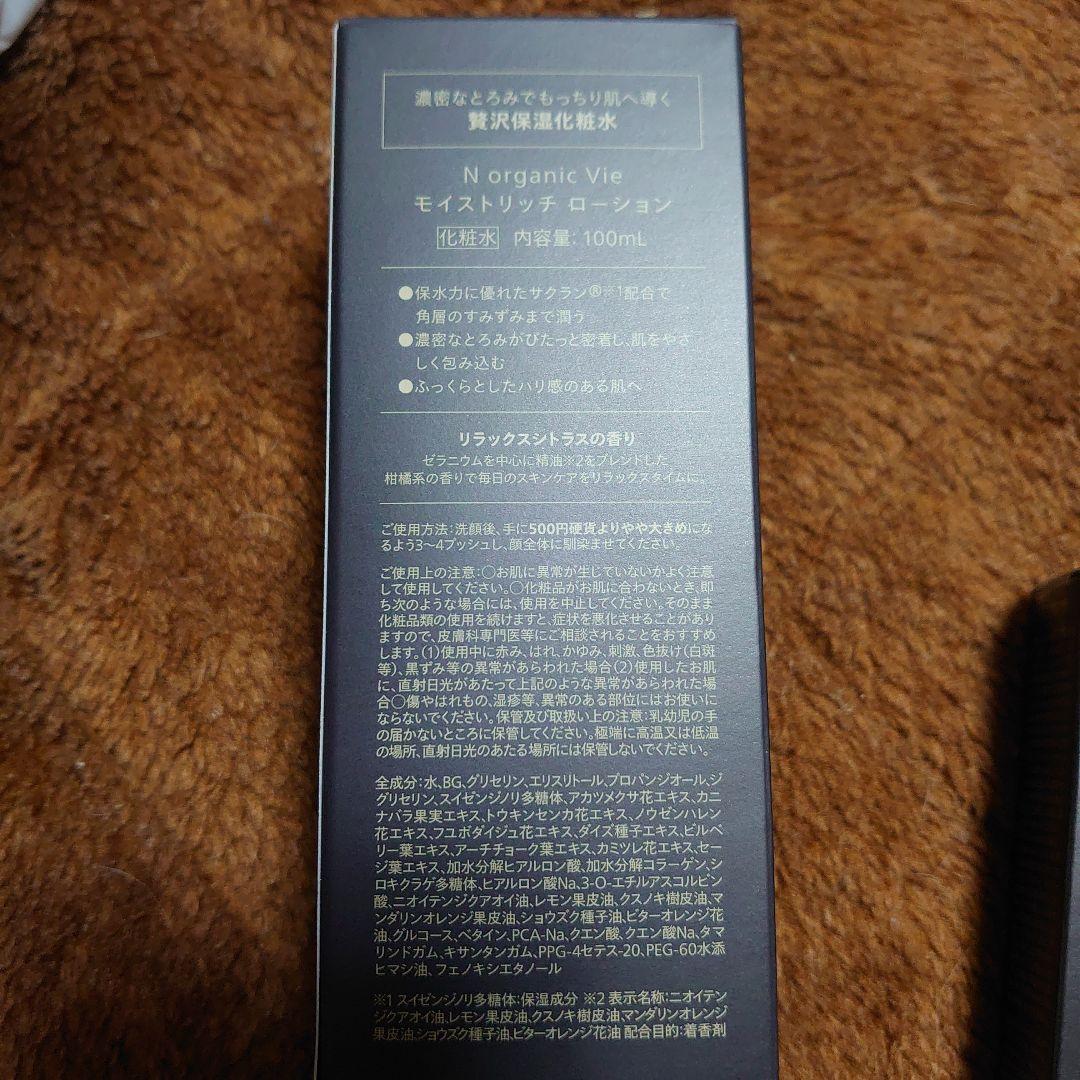 濃密なとろみでもっちり肌へ導く
贅沢保湿化粧水
N organic Vie
モイストリッチ ローション
化粧水 内容量：100mL
●保水力に優れたサクラン®※1配合で
角層のすみずみまで潤う
●濃密なとろみがぴたっと密着し、肌をやさ
しく包み込む
●ふっくらとしたハリ感のある肌へ
リラックスシトラスの香り
ゼラニウムを中心に精油※2をブレンドした
柑橘系の香りで毎日のスキンケアをリラックスタイムに。
ご使用方法：洗顔後、手に500円硬貨よりやや大きめにな
るよう3〜4プッシュし、顔全体に馴染ませてください。
ご使用上の注意：○お肌に異常が生じていないかよく注意
して使用してください。○化粧品がお肌に合わないとき、即
ち次のような場合には、使用を中止してください。そのまま
化粧品類の使用を続けますと、症状を悪化させることがあり
ますので、皮膚科専門医等にご相談されることをおすすめ
します。(1)使用中に赤み、はれ、かゆみ、刺激、色抜け(白斑
等)、黒ずみ等の異常があらわれた場合(2)使用したお肌
に、直射日光があたって上記のような異常があらわれた場
合○傷やはれもの、湿疹等、異常のある部位にはお使いに
ならないでください。保管及び取扱い上の注意：乳幼児の手
の届かないところに保管してください。極端に高温又は低温
の場所、直射日光のあたる場所には保管しないでください。
全成分：水、BG、グリセリン、エリスリトール、プロパンジオール、ジ
グリセリン、スイゼンジノリ多糖体、アカツメクサ花エキス、カニ
ナバラ果実エキス、トウキンセンカ花エキス、ノウゼンハレン
花エキス、フユボダイジュ花エキス、ダイズ種子エキス、ビルベ
リー葉エキス、アーチチョーク葉エキス、カミツレ花エキス、セー
ジ葉エキス、加水分解ヒアルロン酸、加水分解コラーゲン、シ
ロキクラゲ多糖体、ヒアルロン酸Na、3-O-エチルアスコルビン
酸、ニオイテンジクアオイ油、レモン果皮油、クスノキ樹皮油、マ
ンダリンオレンジ果皮油、ショウズク種子油、ビターオレンジ花
油、グルコース、ベタイン、PCA-Na、クエン酸、クエン酸Na、タマ
リンドガム、キサンタンガム、PPG-4セテス-20、PEG-60水添
ヒマシ油、フェノキシエタノール
※1 スイゼンジノリ多糖体：保湿成分 ※2 表示名称：ニオイテン
ジクアオイ油、レモン果皮油、クスノキ樹皮油、マンダリンオレンジ
果皮油、ショウズク種子油、ビターオレンジ花油 配合目的：着香剤